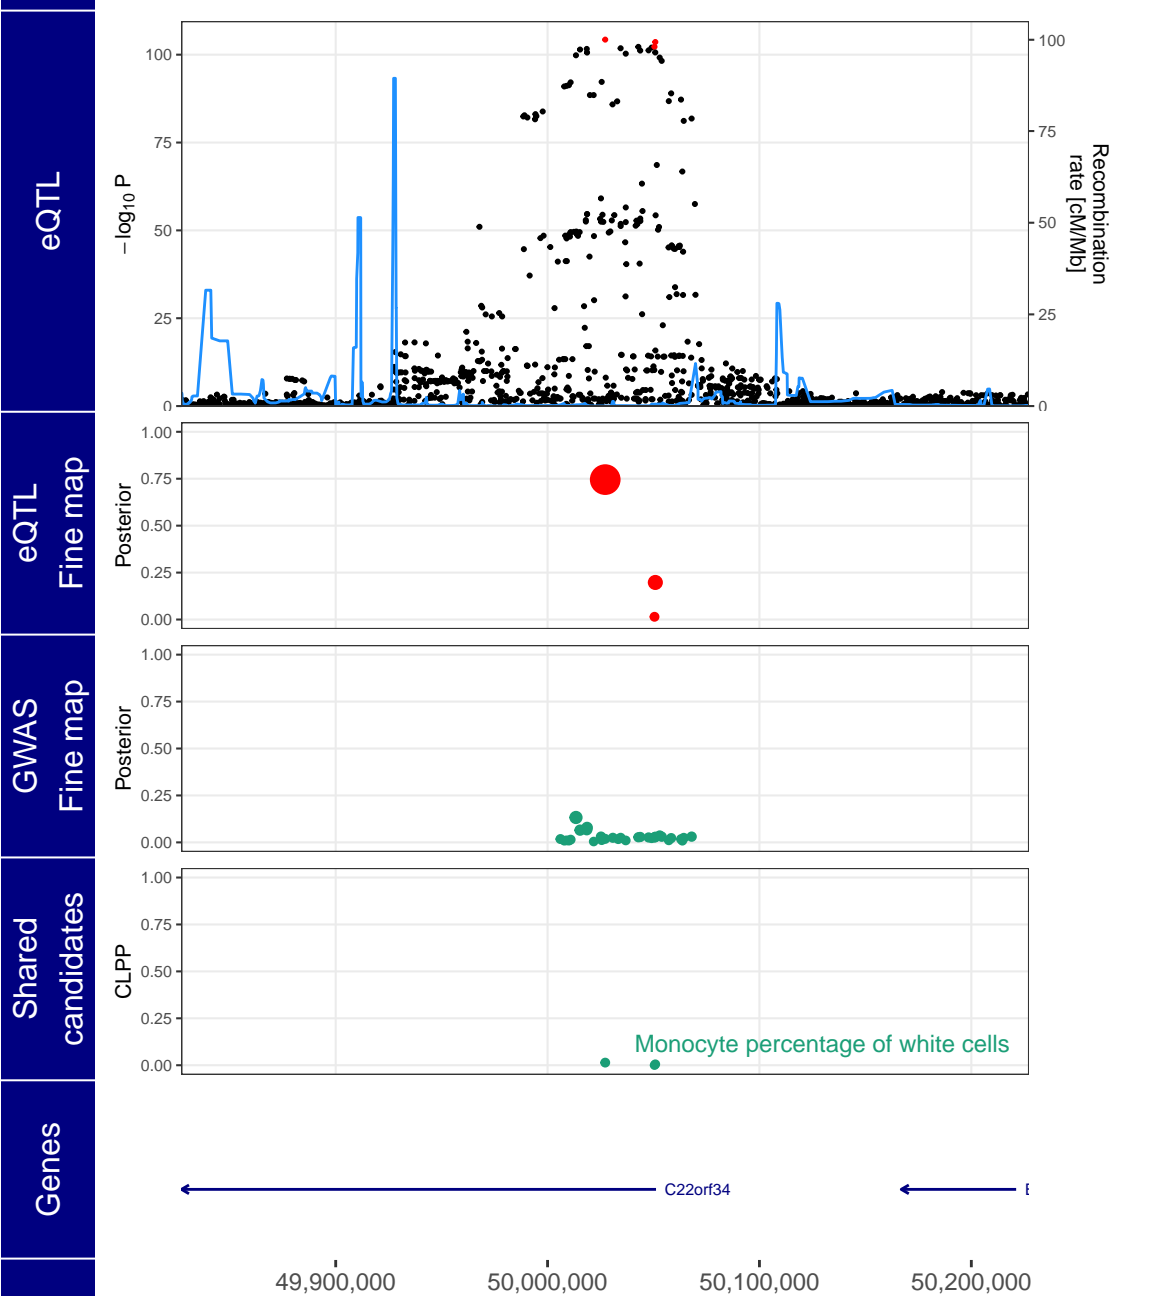 eQTL
− log10 P
100
75
50
25
0
100
75
50
25
0
Recombination
rate [cM/Mb]
eQTL
Fine map
Posterior
1.00
0.75
0.50
0.25
0.00
GWAS
Fine map
Posterior
1.00
0.75
0.50
0.25
0.00
Shared
candidates
CLPP
1.00
0.75
0.50
0.25
0.00
Monocyte percentage of white cells
Genes
C22orf34
49,900,000
50,000,000
50,100,000
50,200,000